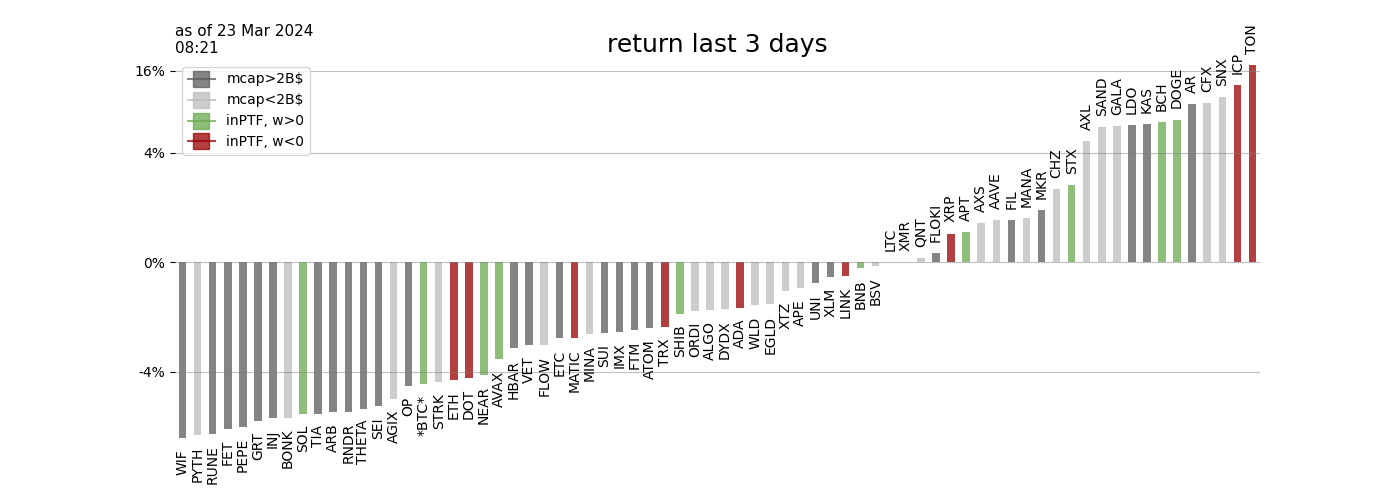 as of 23 Mar 2024
08:21
return last 3 days
mcap>2B$
mcap<2B$
inPTF, w>0
inPTF, w<0
16%
4%
0%
-4%
WIF
PYTH
RUNE
FET
PEPE
GRT
INJ
BONK
SOL
TIA
ARB
RNDR
THETA
SEI
AGIX
OP
*BTC*
STRK
ETH
DOT
NEAR
AVAX
HBAR
VET
FLOW
ETC
MATIC
MINA
SUI
IMX
FTM
ATOM
TRX
SHIB
ORDI
ALGO
DYDX
ADA
WLD
EGLD
XTZ
APE
UNI
XLM
LINK
BNB
BSV
LTC
XMR
QNT
FLOKI
XRP
APT
AXS
AAVE
FIL
MANA
MKR
CHZ
STX
AXL
SAND
GALA
LDO
KAS
BCH
DOGE
AR
CFX
SNX
ICP
TON